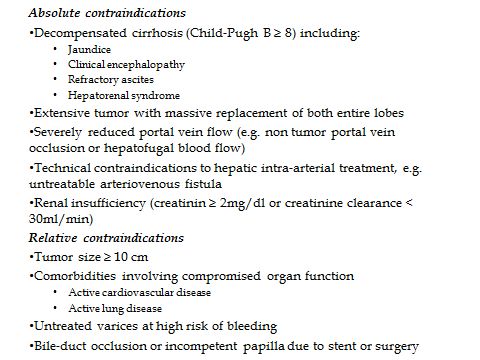 Absolute contraindications
•Decompensated cirrhosis (Child-Pugh B ≥ 8) including:
• Jaundice
• Clinical encephalopathy
• Refractory ascites
• Hepatorenal syndrome
•Extensive tumor with massive replacement of both entire lobes
•Severely reduced portal vein flow (e.g. non tumor portal vein
occlusion or hepatofugal blood flow)
•Technical contraindications to hepatic intra-arterial treatment, e.g.
untreatable arteriovenous fistula
•Renal insufficiency (creatinin ≥ 2mg/dl or creatinine clearance <
30ml/min)
Relative contraindications
•Tumor size ≥ 10 cm
•Comorbidities involving compromised organ function
• Active cardiovascular disease
• Active lung disease
•Untreated varices at high risk of bleeding
•Bile-duct occlusion or incompetent papilla due to stent or surgery